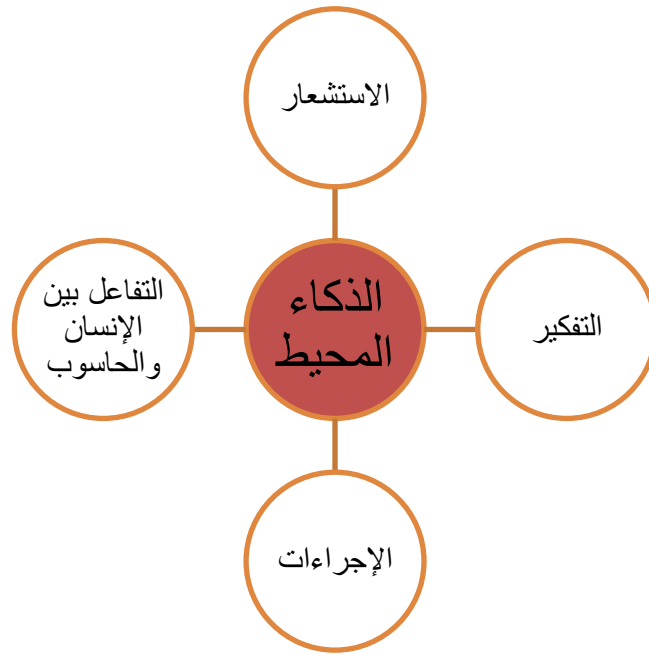 الاستشعار
الذكاء
المحيط
التفكير
التفاعل بين
الإنسان
والحاسوب
الإجراءات